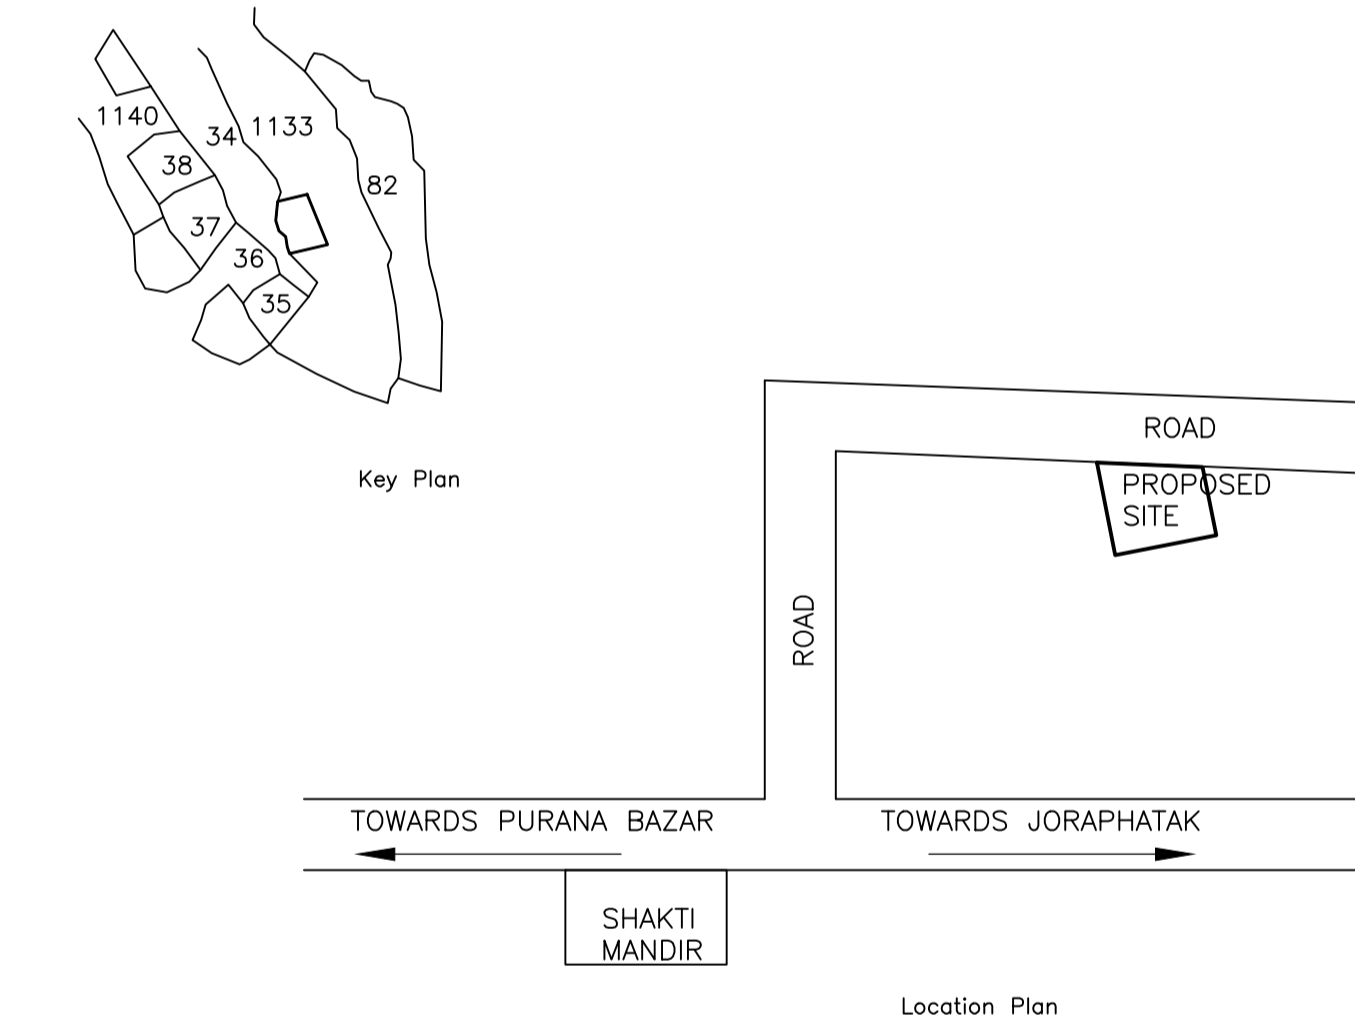 1140
34
1133
38
82
37
36
35
Key Plan
ROAD
PROPOSED
SITE
ROAD
TOWARDS PURANA BAZAR
TOWARDS JORAPHATAK
SHAKTI
MANDIR
Location Plan